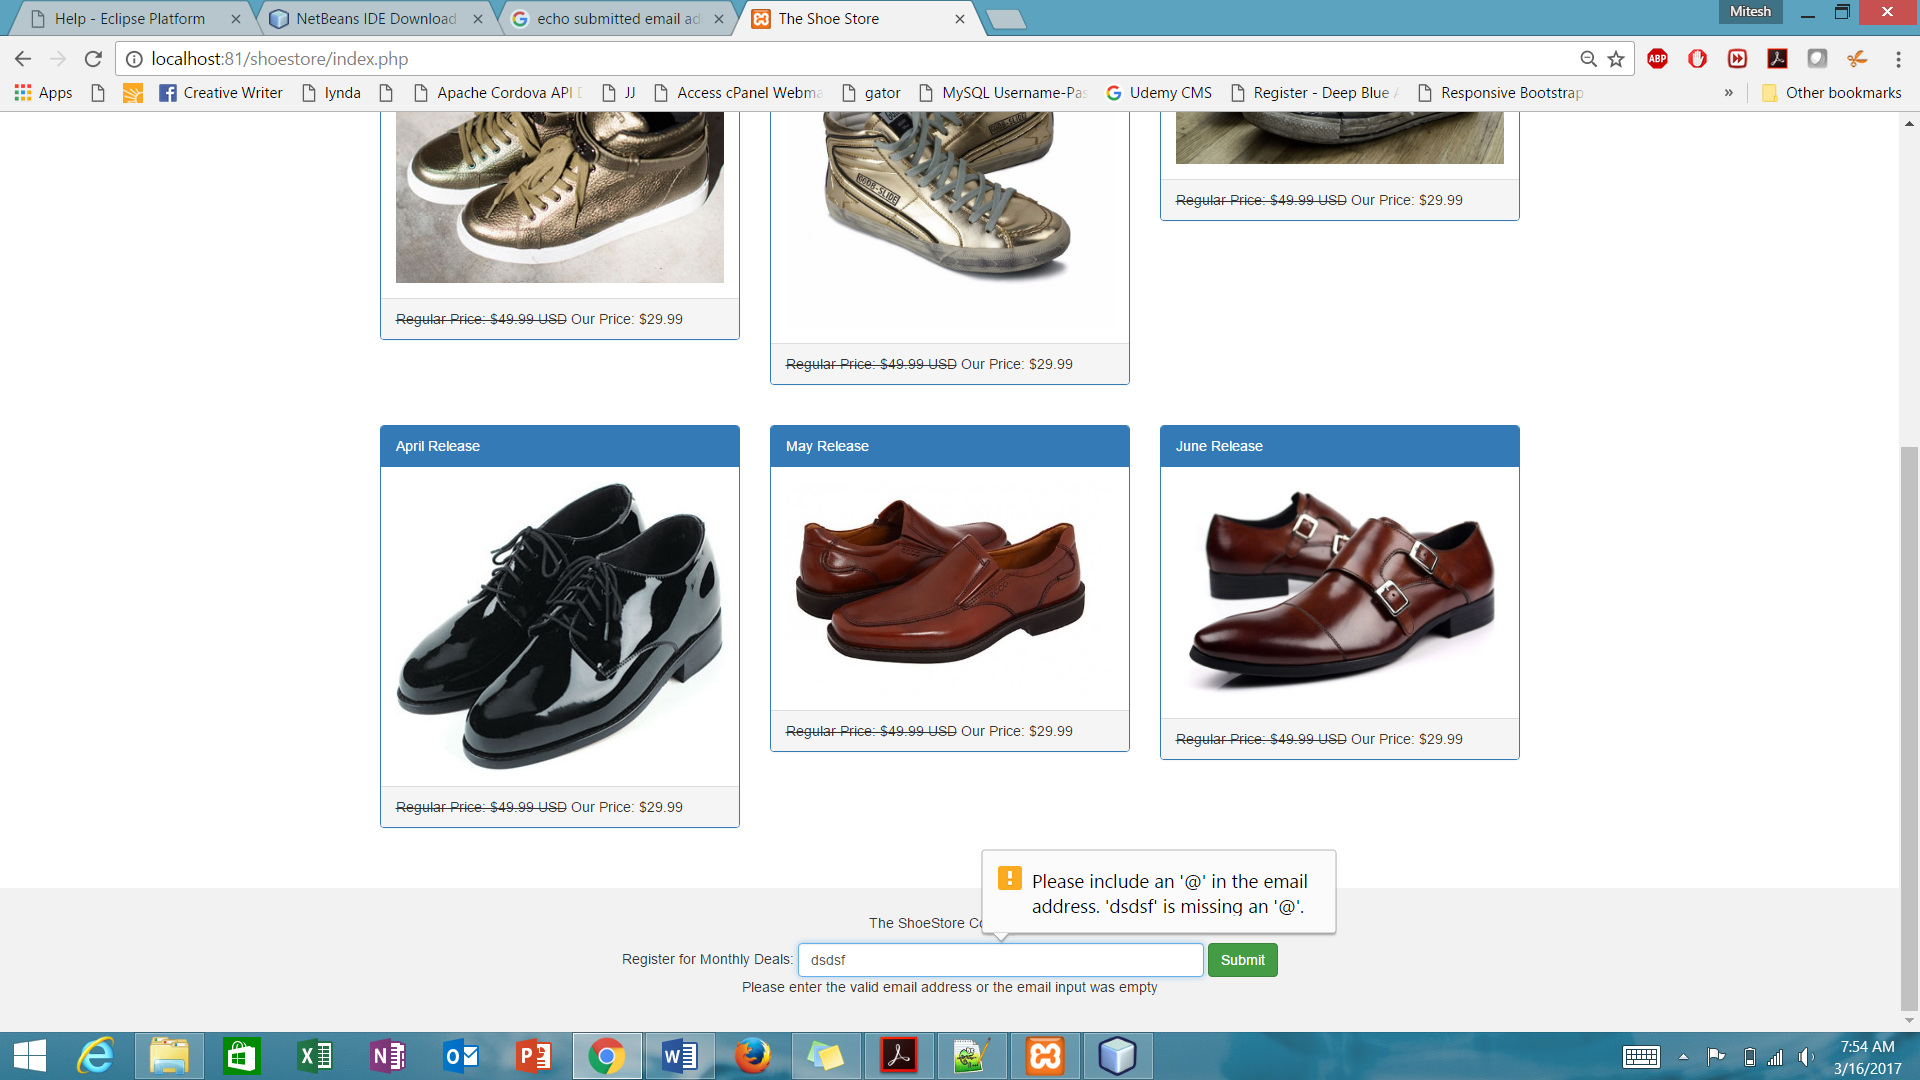 Help - Eclipse Platform
NetBeans IDE Download
echo submitted email ad
The Shoe Store
Mitesh
localhost:81/shoestore/index.php
ABP
Apps
Creative Writer
lynda
Apache Cordova API D
JJ
Access cPanel Webma
gator
MySQL Username-Pas
Udemy CMS
Register - Deep Blue A
Responsive Bootstrap
»
Other bookmarks
GGDB-SLIDE
Regular Price: $49.99 USD Our Price: $29.99
Regular Price: $49.99 USD Our Price: $29.99
Regular Price: $49.99 USD Our Price: $29.99
April Release
May Release
June Release
Regular Price: $49.99 USD Our Price: $29.99
Regular Price: $49.99 USD Our Price: $29.99
Regular Price: $49.99 USD Our Price: $29.99
Please include an '@' in the email
address. 'dsdsf' is missing an '@'.
The ShoeStore Co
Register for Monthly Deals:
dsdsf
Submit
Please enter the valid email address or the email input was empty
7:54 AM
3/16/2017